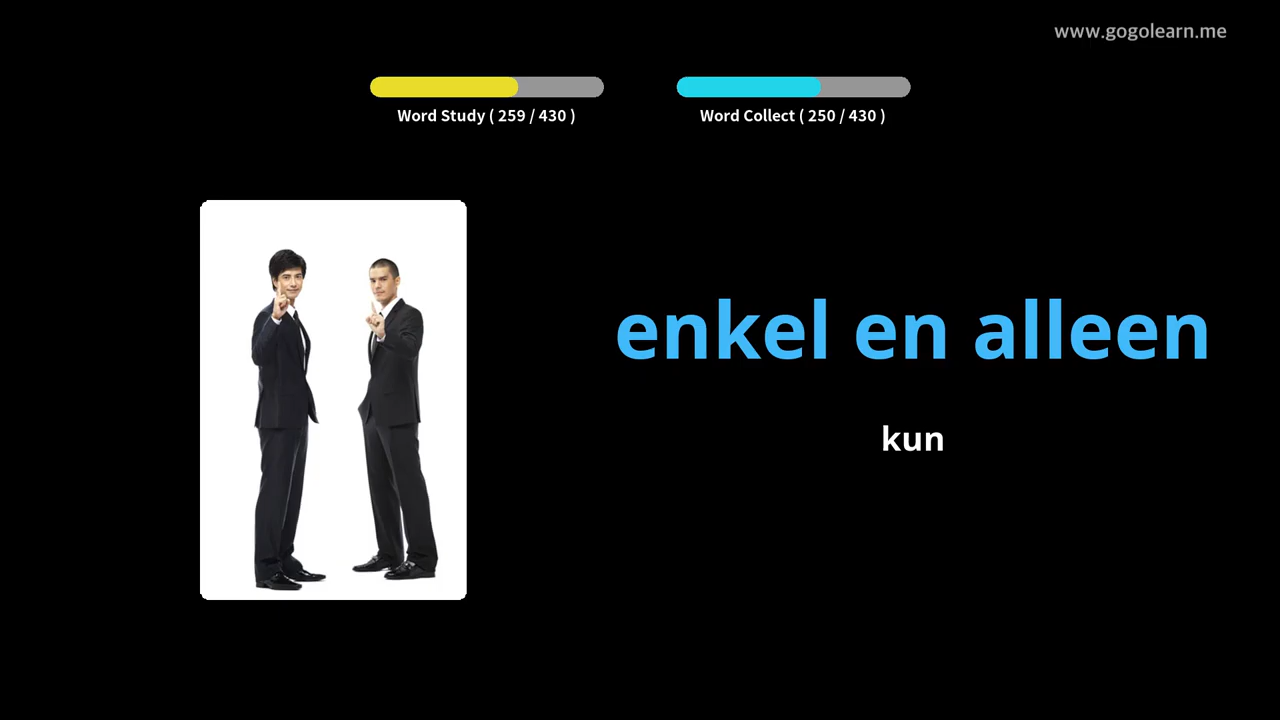 www.gogolearn.me
Word Study ( 259 / 430 )
Word Collect ( 250 / 430 )
enkel en alleen
kun